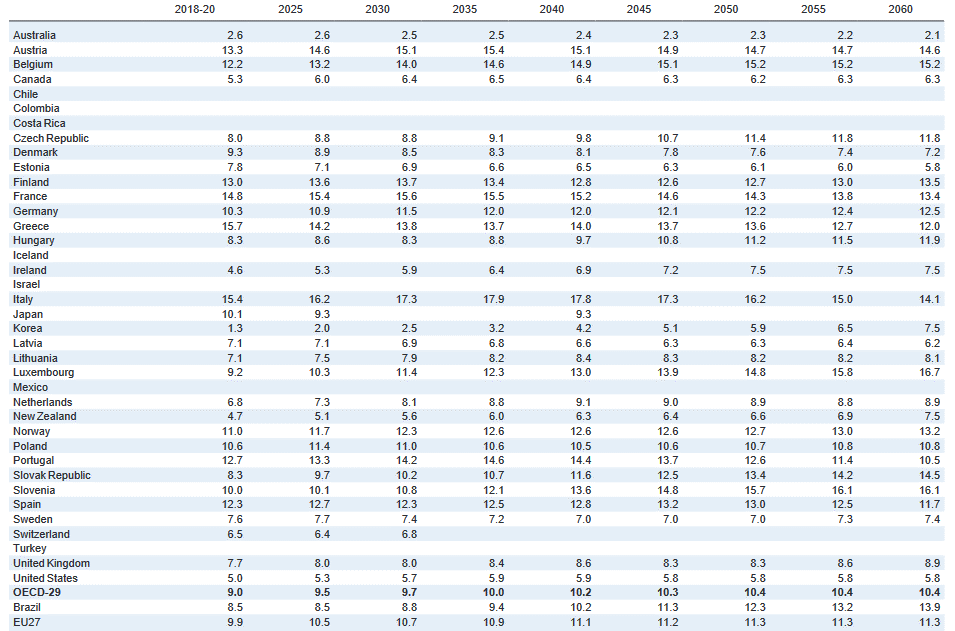 2018-20 2025 2030 2035 2040 2045 2050 2055 2060
Australia 2.6 2.6 2.5 2.5 2.4 2.3 2.3 2.2 2.1
Austria 13.3 14.6 15.1 15.4 15.1 14.9 14.7 14.7 14.6
Belgium 12.2 13.2 14.0 14.6 14.9 15.1 15.2 15.2 15.2
Canada 5.3 6.0 6.4 6.5 6.4 6.3 6.2 6.3 6.3
Chile
Colombia
Costa Rica
Czech Republic 8.0 8.8 8.8 9.1 9.8 10.7 11.4 11.8 11.8
Denmark 9.3 8.9 8.5 8.3 8.1 7.8 7.6 7.4 7.2
Estonia 7.8 7.1 6.9 6.6 6.5 6.3 6.1 6.0 5.8
Finland 13.0 13.6 13.7 13.4 12.8 12.6 12.7 13.0 13.5
France 14.8 15.4 15.6 15.5 15.2 14.6 14.3 13.8 13.4
Germany 10.3 10.9 11.5 12.0 12.0 12.1 12.2 12.4 12.5
Greece 15.7 14.2 13.8 13.7 14.0 13.7 13.6 12.7 12.0
Hungary 8.3 8.6 8.3 8.8 9.7 10.8 11.2 11.5 11.9
Iceland
Ireland 4.6 5.3 5.9 6.4 6.9 7.2 7.5 7.5 7.5
Israel
Italy 15.4 16.2 17.3 17.9 17.8 17.3 16.2 15.0 14.1
Japan 10.1 9.3 9.3
Korea 1.3 2.0 2.5 3.2 4.2 5.1 5.9 6.5 7.5
Latvia 7.1 7.1 6.9 6.8 6.6 6.3 6.3 6.4 6.2
Lithuania 7.1 7.5 7.9 8.2 8.4 8.3 8.2 8.2 8.1
Luxembourg 9.2 10.3 11.4 12.3 13.0 13.9 14.8 15.8 16.7
Mexico
Netherlands 6.8 7.3 8.1 8.8 9.1 9.0 8.9 8.8 8.9
New Zealand 4.7 5.1 5.6 6.0 6.3 6.4 6.6 6.9 7.5
Norway 11.0 11.7 12.3 12.6 12.6 12.6 12.7 13.0 13.2
Poland 10.6 11.4 11.0 10.6 10.5 10.6 10.7 10.8 10.8
Portugal 12.7 13.3 14.2 14.6 14.4 13.7 12.6 11.4 10.5
Slovak Republic 8.3 9.7 10.2 10.7 11.6 12.5 13.4 14.2 14.5
Slovenia 10.0 10.1 10.8 12.1 13.6 14.8 15.7 16.1 16.1
Spain 12.3 12.7 12.3 12.5 12.8 13.2 13.0 12.5 11.7
Sweden 7.6 7.7 7.4 7.2 7.0 7.0 7.0 7.3 7.4
Switzerland 6.5 6.4 6.8
Turkey
United Kingdom 7.7 8.0 8.0 8.4 8.6 8.3 8.3 8.6 8.9
United States 5.0 5.3 5.7 5.9 5.9 5.8 5.8 5.8 5.8
OECD-29 9.0 9.5 9.7 10.0 10.2 10.3 10.4 10.4 10.4
Brazil 8.5 8.5 8.8 9.4 10.2 11.3 12.3 13.2 13.9
EU27 9.9 10.5 10.7 10.9 11.1 11.2 11.3 11.3 11.3